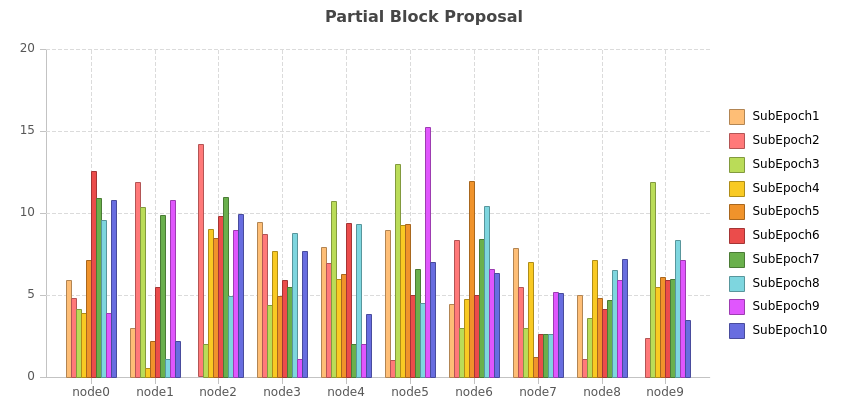 Partial Block Proposal
20
15
10
5
0
node0 node1 node2 node3 node4 node5 node6 node7 node8 node9
SubEpoch1
SubEpoch2
SubEpoch3
SubEpoch4
SubEpoch5
SubEpoch6
SubEpoch7
SubEpoch8
SubEpoch9
SubEpoch10